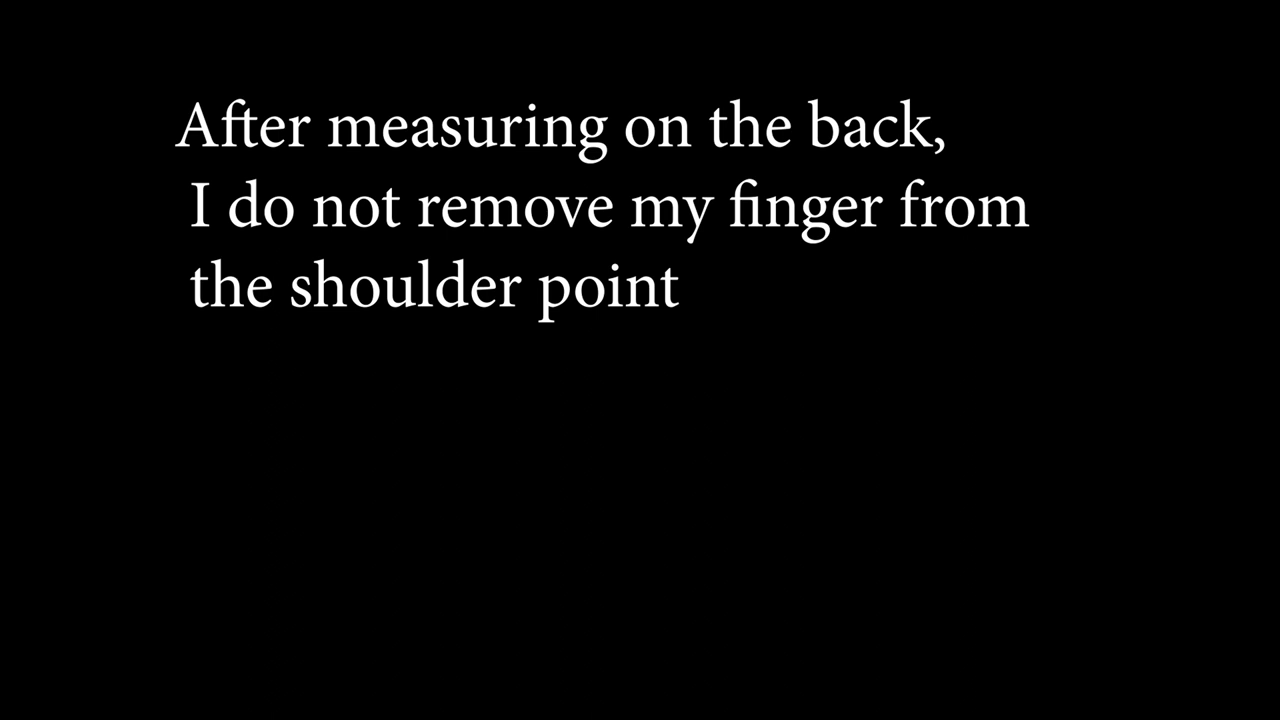 After measuring on the back,
I do not remove my finger from
the shoulder point